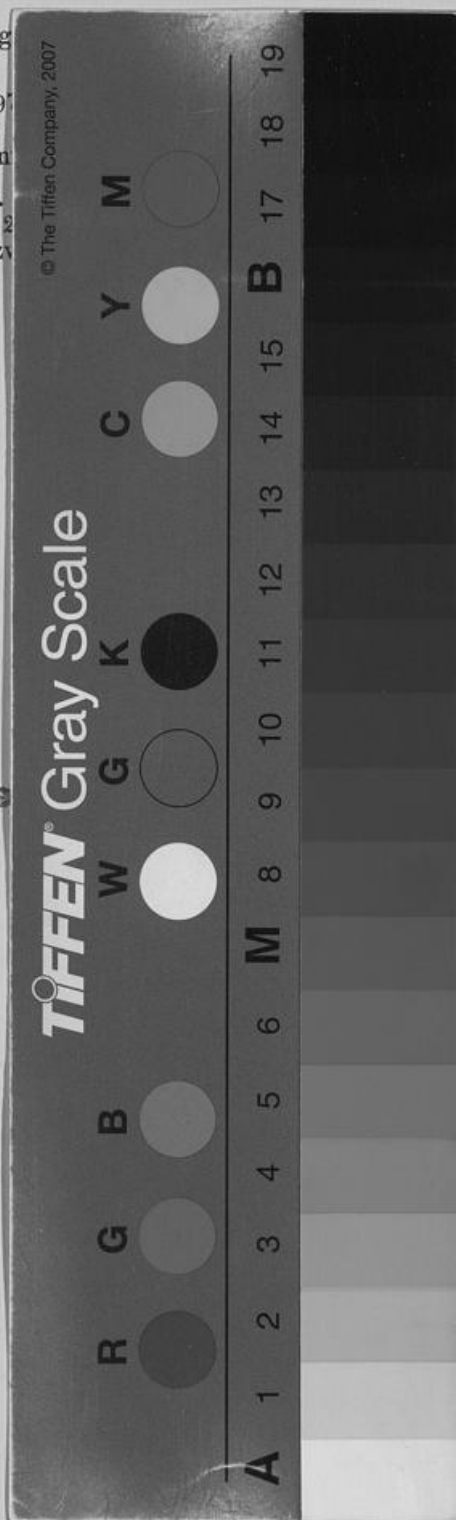 TIFFEN® Gray Scale
© The Tiffen Company, 2007
R G B W G K C Y M
A 1 2 3 4 5 6 M 8 9 10 11 12 13 14 15 B 17 18 19